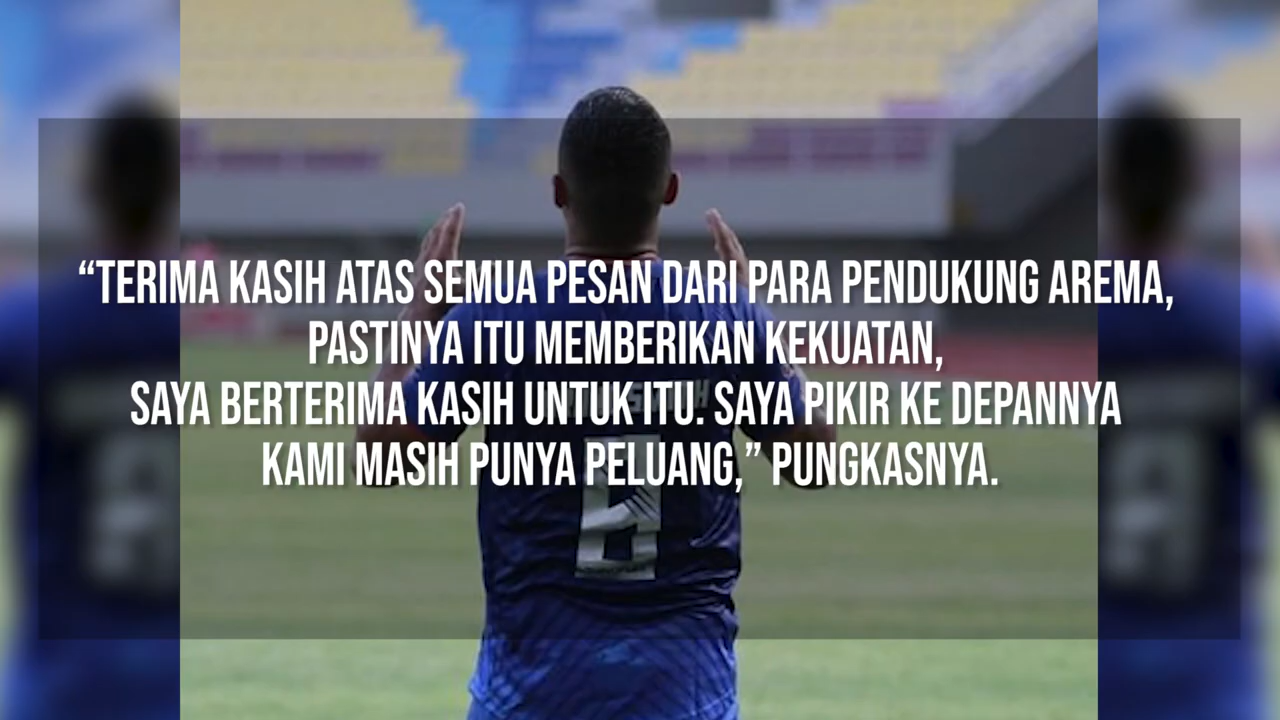 “TERIMA KASIH ATAS SEMUA PESAN DARI PARA PENDUKUNG AREMA,
PASTINYA ITU MEMBERIKAN KEKUATAN,
SAYA BERTERIMA KASIH UNTUK ITU. SAYA PIKIR KE DEPANNYA
KAMI MASIH PUNYA PELUANG,” PUNGKASNYA.
8